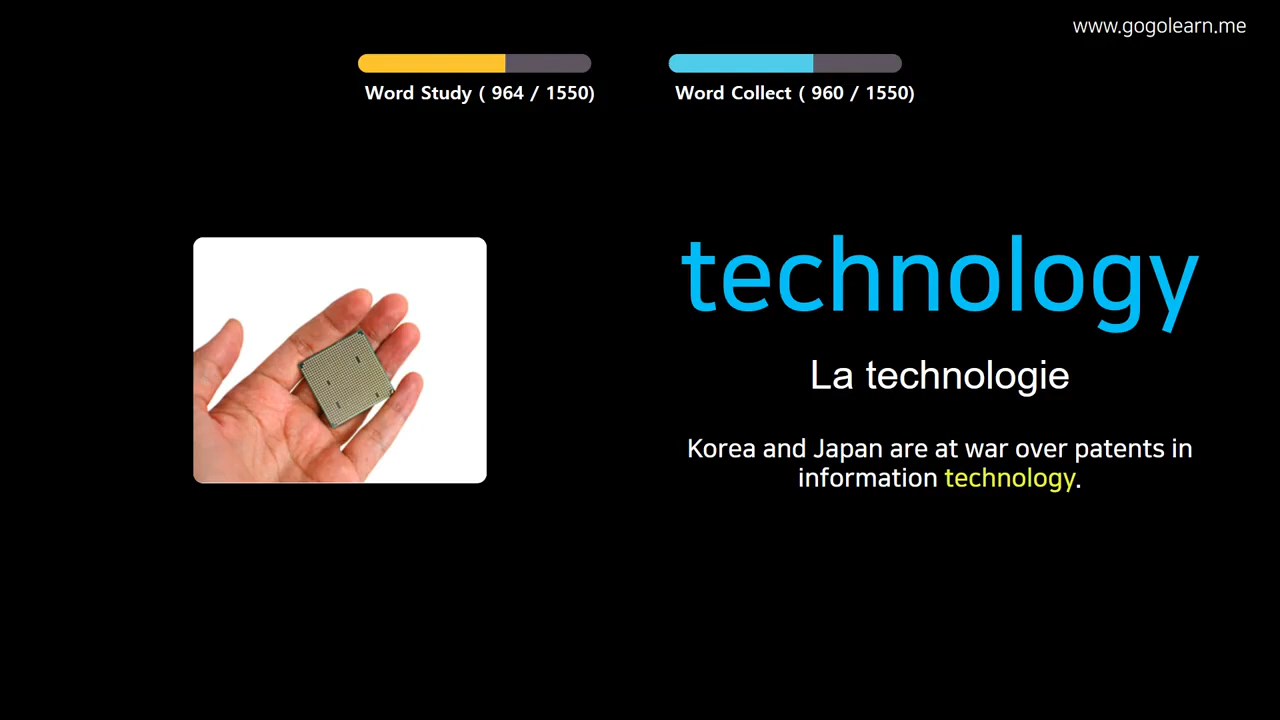 www.gogolearn.me
Word Study ( 964 / 1550)
Word Collect ( 960 / 1550)
technology
La technologie
Korea and Japan are at war over patents in
information technology.